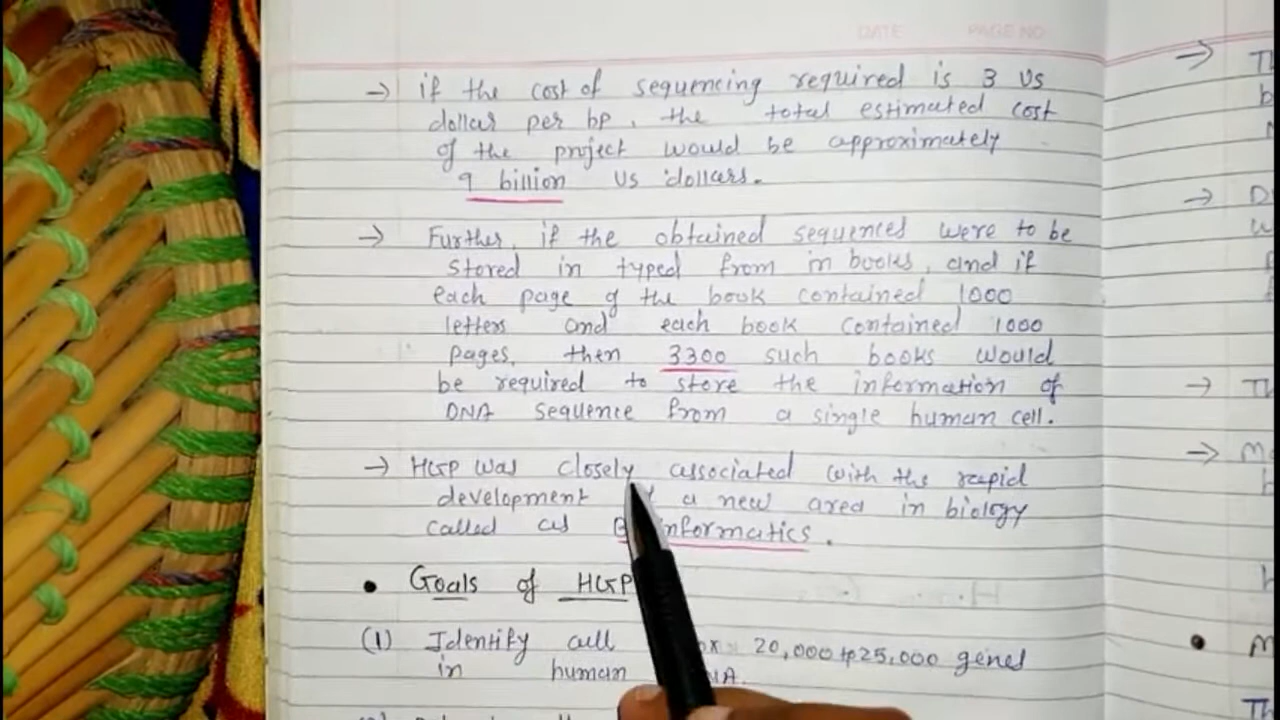 DATE PAGE NO
→ if the cost of sequencing required is 3 US
dollar per bp, the total estimated cost
of the project would be approximately
9 billion US dollars.
→ Further, if the obtained sequences were to be
stored in typed from in books, and if
each page of the book contained 1000
letters and each book contained 1000
pages, then 3300 such books would
be required to store the information of
DNA sequence from a single human cell.
→ HGP was closely associated with the rapid
development a new area in biology
called as informatics.
• Goals of HGP
(1) Identify all 20,000 to 25,000 genes
in human